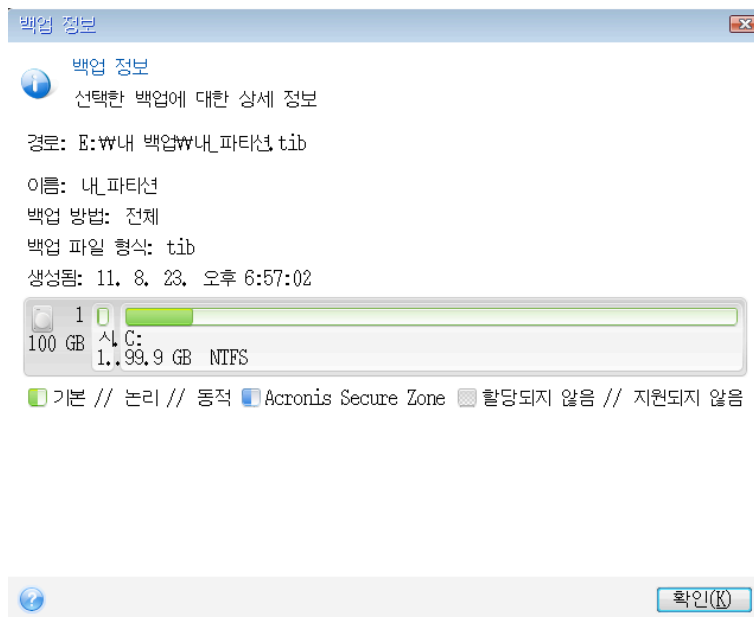 백업 정보
백업 정보
선택한 백업에 대한 상세 정보
경로: E:₩내 백업₩내_파티션.tib
이름: 내_파티션
백업 방법: 전체
백업 파일 형식: tib
생성됨: 11. 8. 23. 오후 6:57:02
1
100 GB
시.
1..
C:
99.9 GB NTFS
기본 // 논리 // 동적 Acronis Secure Zone 할당되지 않음 // 지원되지 않음
확인(K)